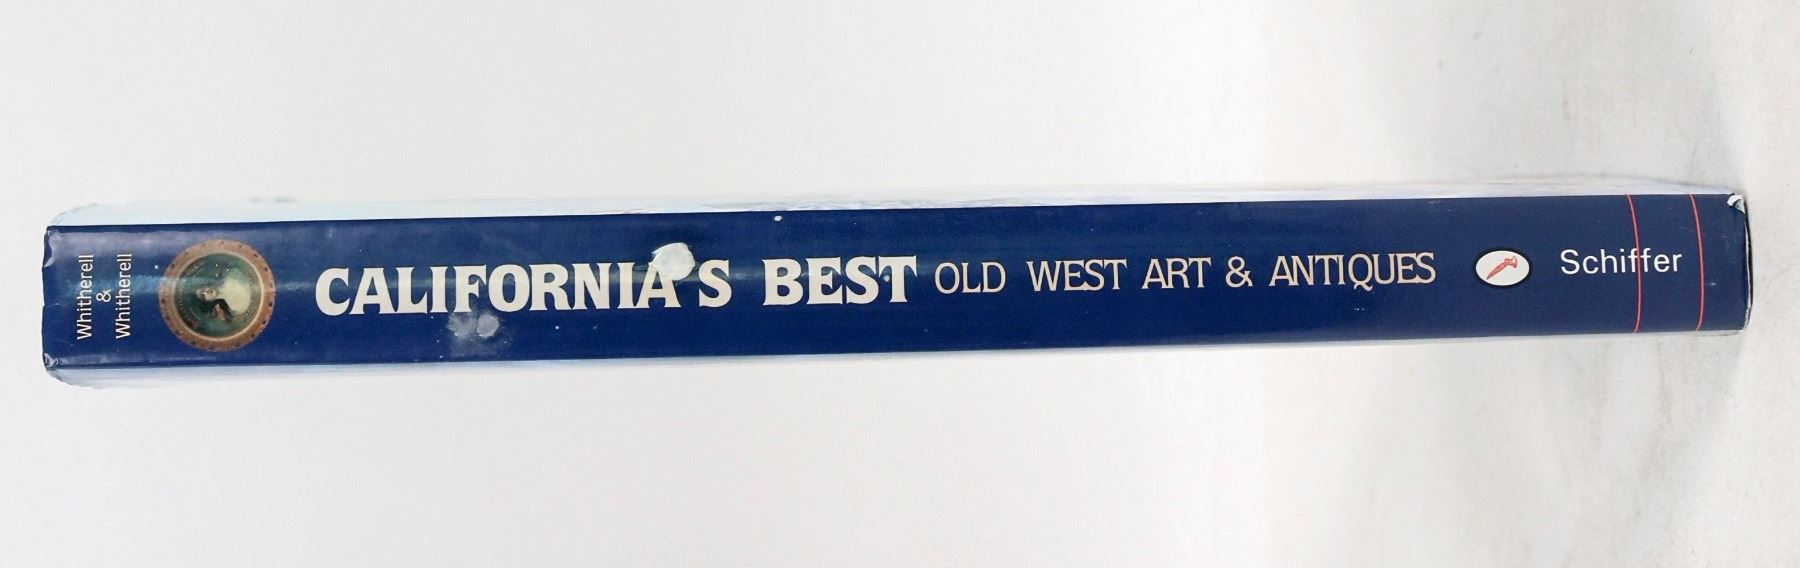 Whitherell
&
Whitherell
CALIFORNIA'S BEST OLD WEST ART & ANTIQUES
Schiffer